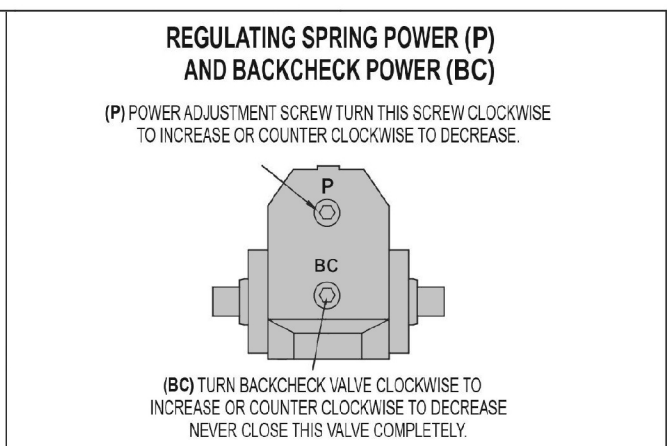 REGULATING SPRING POWER (P)
AND BACKCHECK POWER (BC)
(P) POWER ADJUSTMENT SCREW TURN THIS SCREW CLOCKWISE
TO INCREASE OR COUNTER CLOCKWISE TO DECREASE.
P
BC
(BC) TURN BACKCHECK VALVE CLOCKWISE TO
INCREASE OR COUNTER CLOCKWISE TO DECREASE
NEVER CLOSE THIS VALVE COMPLETELY.